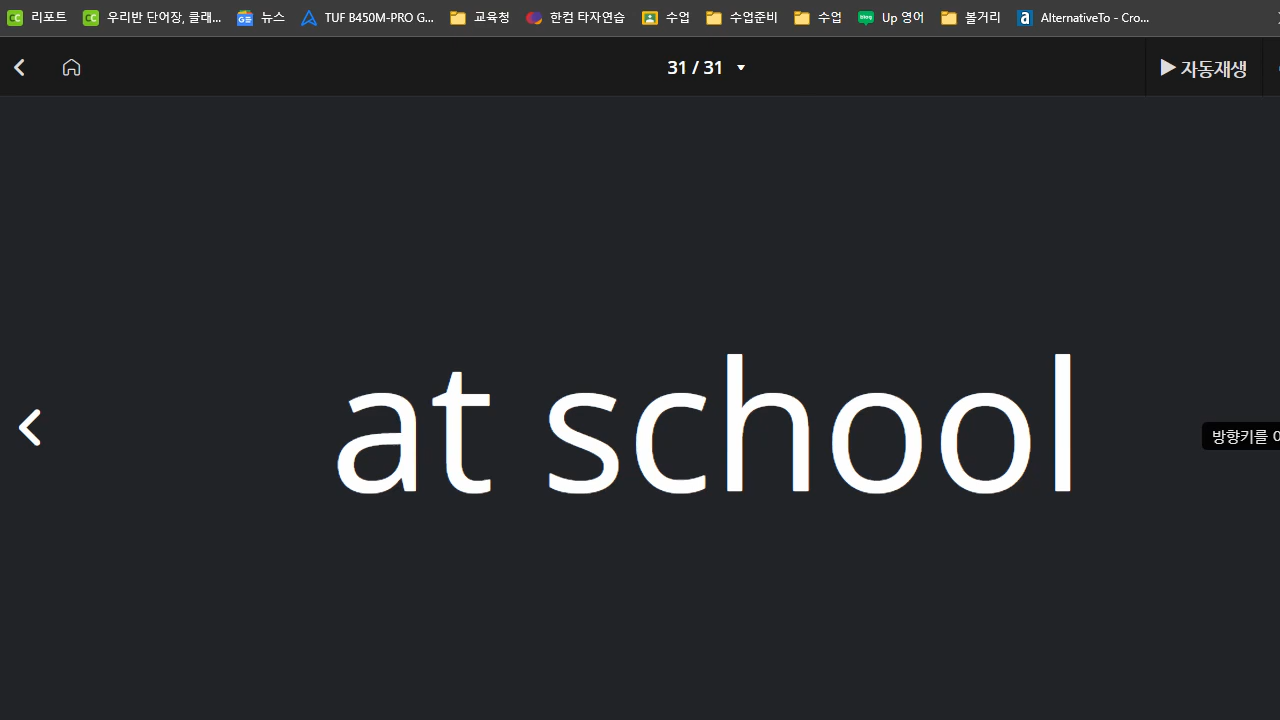 리포트 우리반 단어장, 클래... 뉴스 TUF B450M-PRO G... 교육청 한컴 타자연습 수업 수업준비 수업 Up 영어 볼거리 AlternativeTo - Cro...
31 / 31 자동재생
at school
방향키를